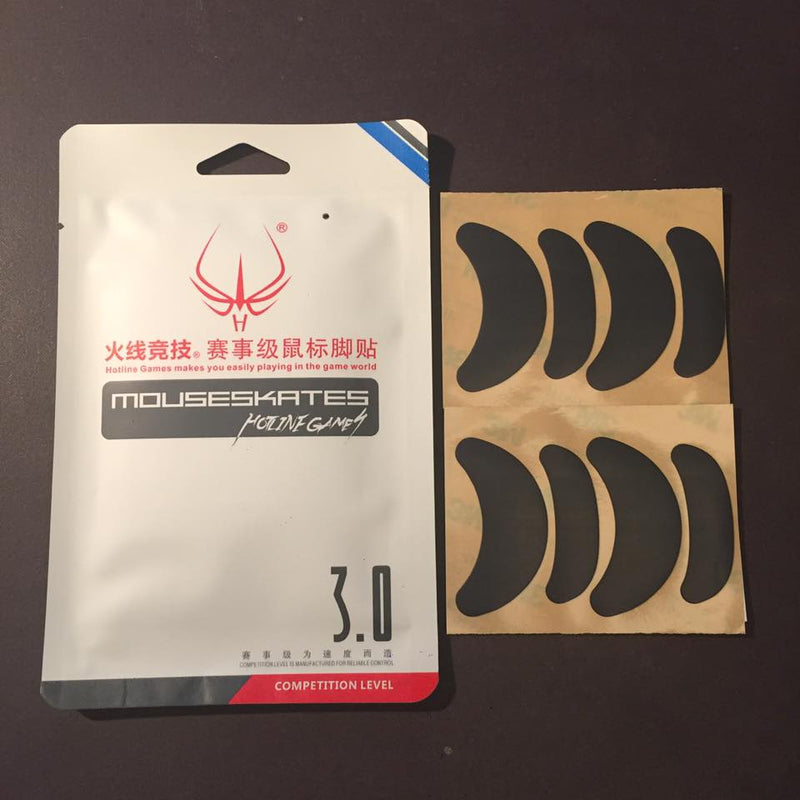 ®
火线竞技® 赛事级鼠标脚贴
Hotline Games makes you easily playing in the game world
MOUSESKATES
HOTLINE GAMES
3.0
赛事级为速度而造
COMPETITION LEVEL IS MANUFACTURED FOR RELIABLE CONTROL
COMPETITION LEVEL